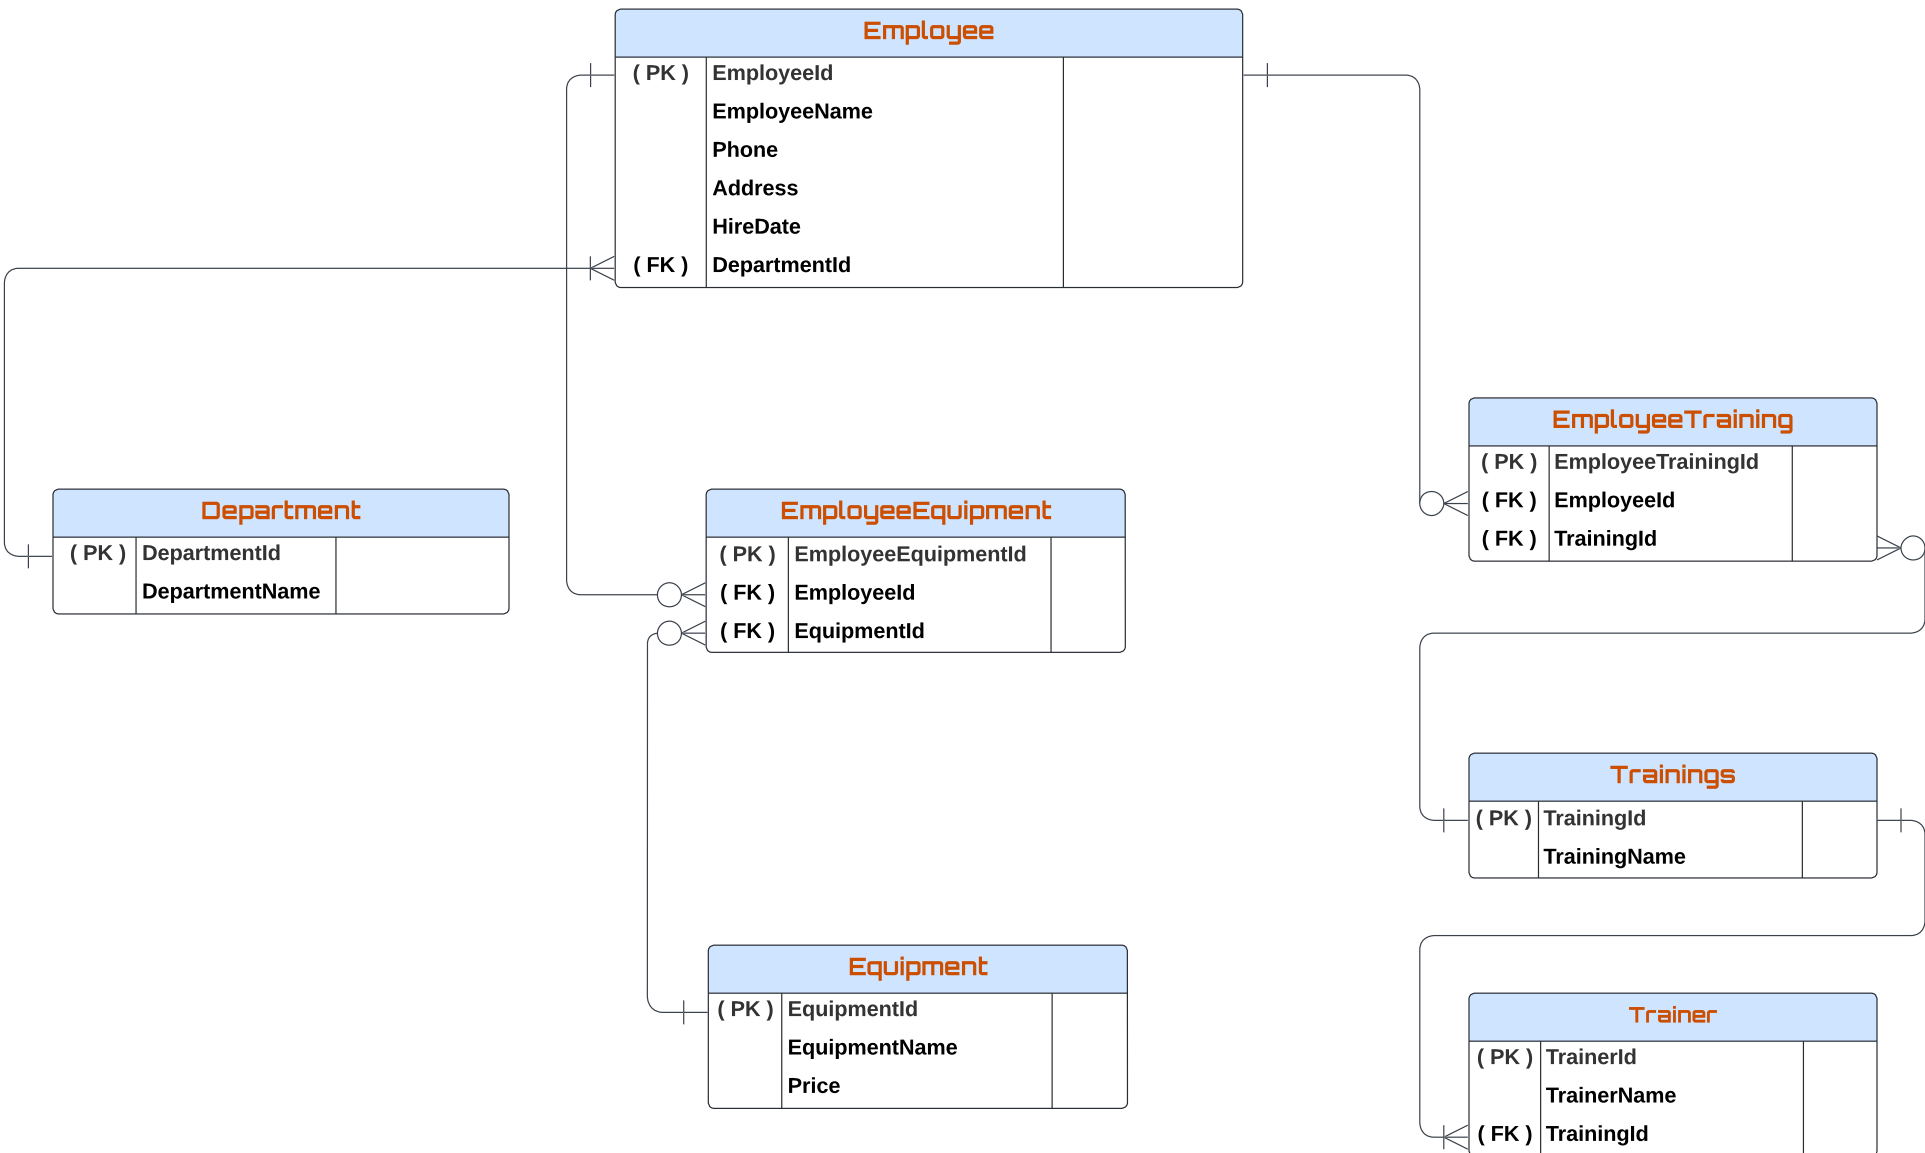 Employee
( PK ) EmployeeId
EmployeeName
Phone
Address
HireDate
( FK ) DepartmentId
EmployeeTraining
( PK ) EmployeeTrainingId
( FK ) EmployeeId
( FK ) TrainingId
Department
( PK ) DepartmentId
DepartmentName
EmployeeEquipment
( PK ) EmployeeEquipmentId
( FK ) EmployeeId
( FK ) EquipmentId
Trainings
( PK ) TrainingId
TrainingName
Equipment
( PK ) EquipmentId
EquipmentName
Price
Trainer
( PK ) TrainerId
TrainerName
( FK ) TrainingId